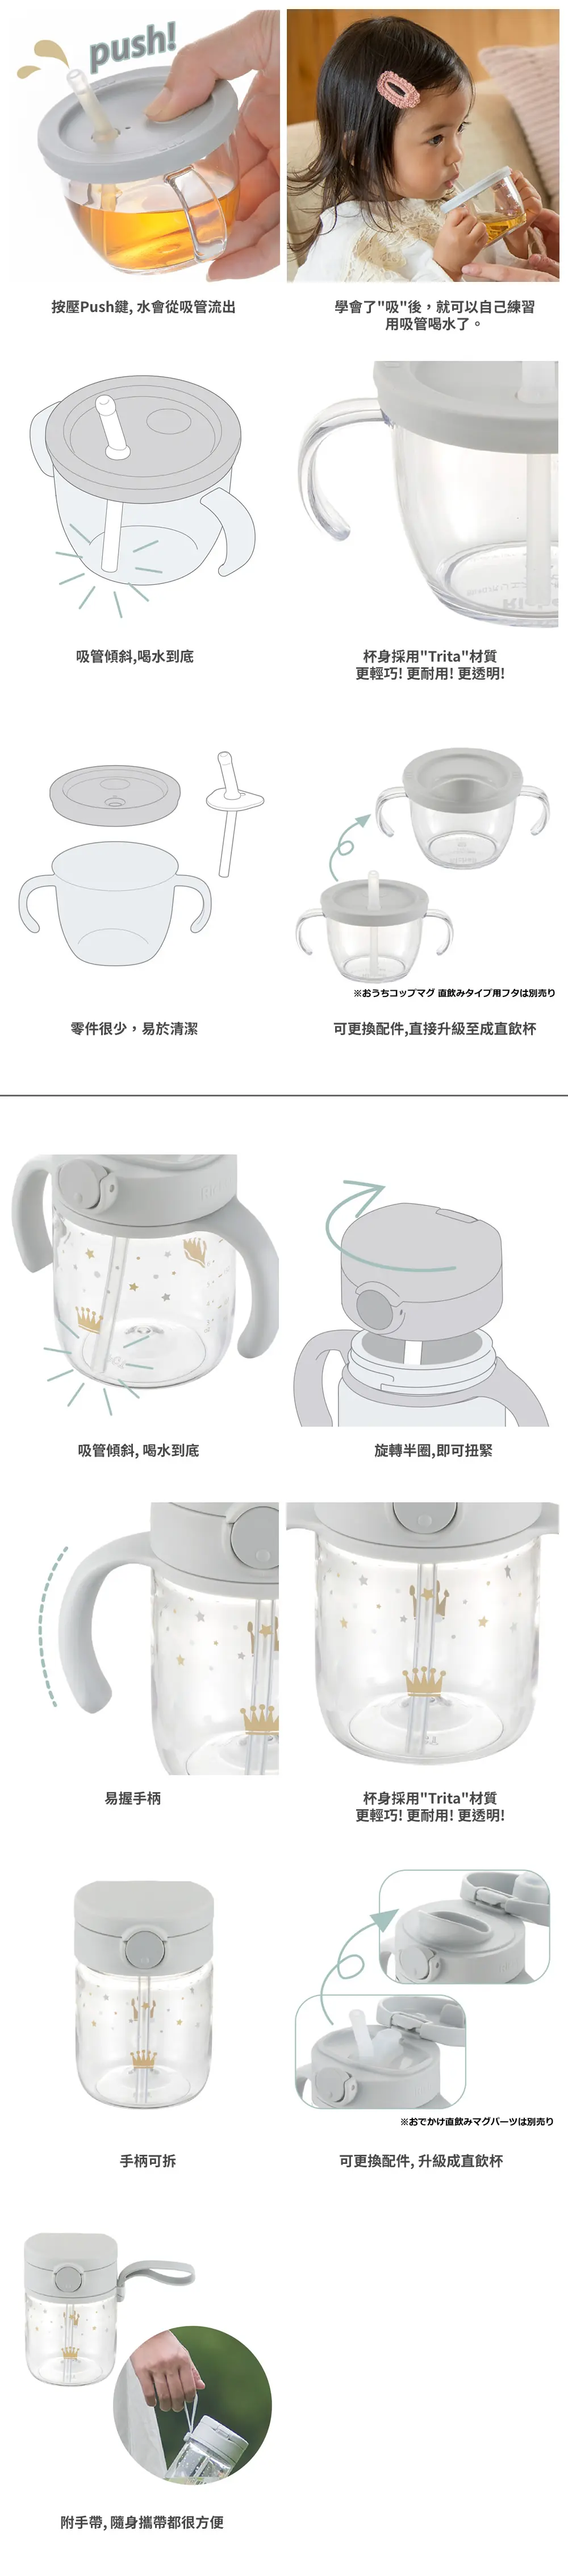 push!
按壓Push鍵, 水會從吸管流出
學會了"吸"後，就可以自己練習
用吸管喝水了。
吸管傾斜,喝水到底
杯身採用"Trita"材質
更輕巧! 更耐用! 更透明!
※おうちコップマグ 直飲みタイプ用フタは別売り
零件很少，易於清潔
可更換配件,直接升級至成直飲杯
吸管傾斜, 喝水到底
旋轉半圈,即可扭緊
易握手柄
杯身採用"Trita"材質
更輕巧! 更耐用! 更透明!
※おでかけ直飲みマグパーツは別売り
手柄可拆
可更換配件, 升級成直飲杯
附手帶, 隨身攜帶都很方便